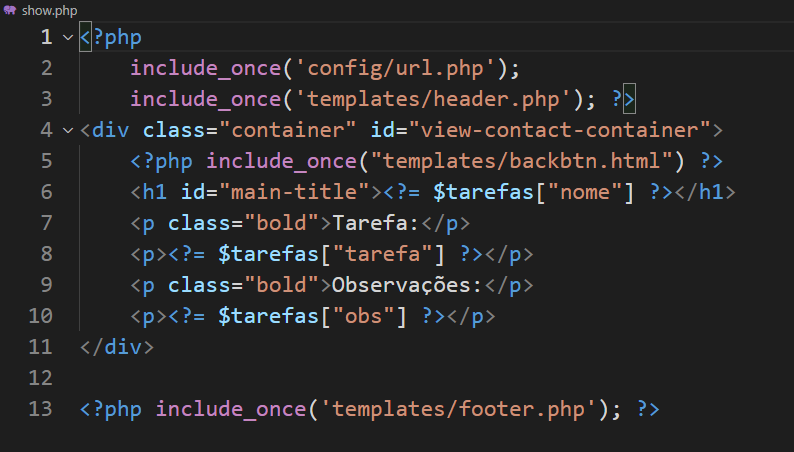 show.php
1 <?php
2 include_once('config/url.php');
3 include_once('templates/header.php'); ?>
4 <div class="container" id="view-contact-container">
5 <?php include_once("templates/backbtn.html") ?>
6 <h1 id="main-title"><?= $tarefas["nome"] ?></h1>
7 <p class="bold">Tarefa:</p>
8 <p><?= $tarefas["tarefa"] ?></p>
9 <p class="bold">Observações:</p>
10 <p><?= $tarefas["obs"] ?></p>
11 </div>
12
13 <?php include_once('templates/footer.php'); ?>